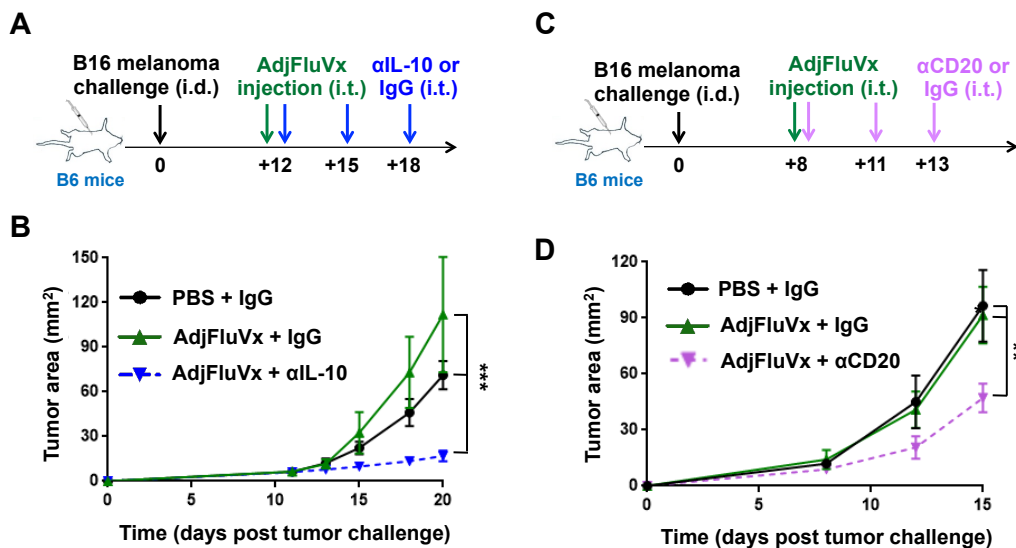 A
B16 melanoma
challenge (i.d.)
AdjFluVx
injection (i.t.)
αIL-10 or
IgG (i.t.)
B6 mice
0
+12
+15
+18
B
Tumor area (mm²)
150
120
90
60
30
0
PBS + IgG
AdjFluVx + IgG
AdjFluVx + αIL-10
***
0
5
10
15
20
Time (days post tumor challenge)
C
B16 melanoma
challenge (i.d.)
AdjFluVx
injection (i.t.)
αCD20 or
IgG (i.t.)
B6 mice
0
+8
+11
+13
D
Tumor area (mm²)
120
90
60
30
0
PBS + IgG
AdjFluVx + IgG
AdjFluVx + αCD20
**
0
5
10
15
Time (days post tumor challenge)